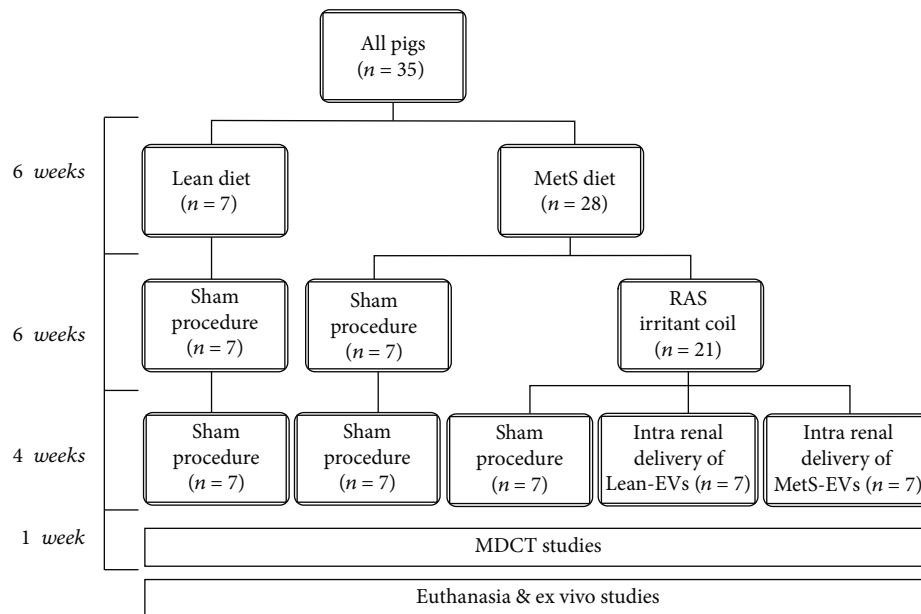 All pigs
(n = 35)
6 weeks
Lean diet
(n = 7)
MetS diet
(n = 28)
6 weeks
Sham
procedure
(n = 7)
Sham
procedure
(n = 7)
RAS
irritant coil
(n = 21)
4 weeks
Sham
procedure
(n = 7)
Sham
procedure
(n = 7)
Sham
procedure
(n = 7)
Intra renal
delivery of
Lean-EVs (n = 7)
Intra renal
delivery of
MetS-EVs (n = 7)
1 week
MDCT studies
Euthanasia & ex vivo studies